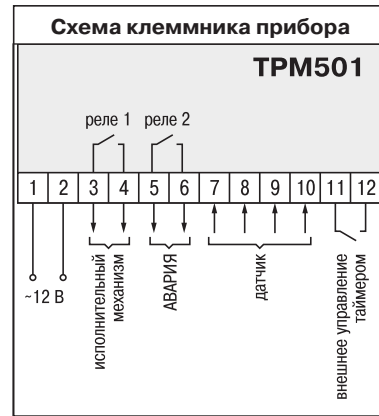 Схема клеммника прибора
ТРМ501
реле 1 реле 2
1 2 3 4 5 6 7 8 9 10 11 12
~12 В
исполнительный
механизм
АВАРИЯ
датчик
внешнее управление
таймером